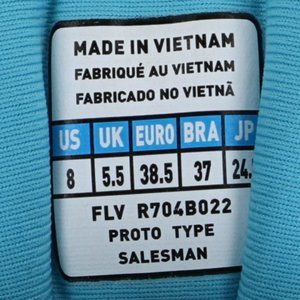 MADE IN VIETNAM
FABRIQUÉ AU VIETNAM
FABRICADO NO VIETNÃ
US UK EURO BRA JP
8 5.5 38.5 37 24.
FLV R704B022
PROTO TYPE
SALESMAN